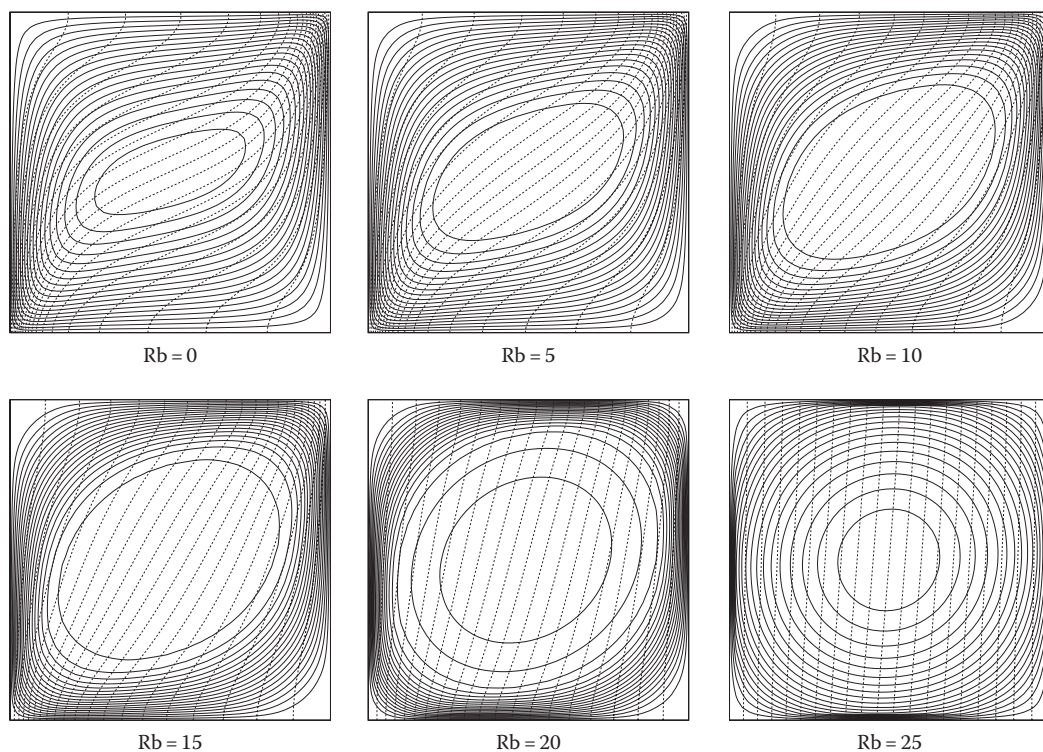 Rb = 0
Rb = 5
Rb = 10
Rb = 15
Rb = 20
Rb = 25